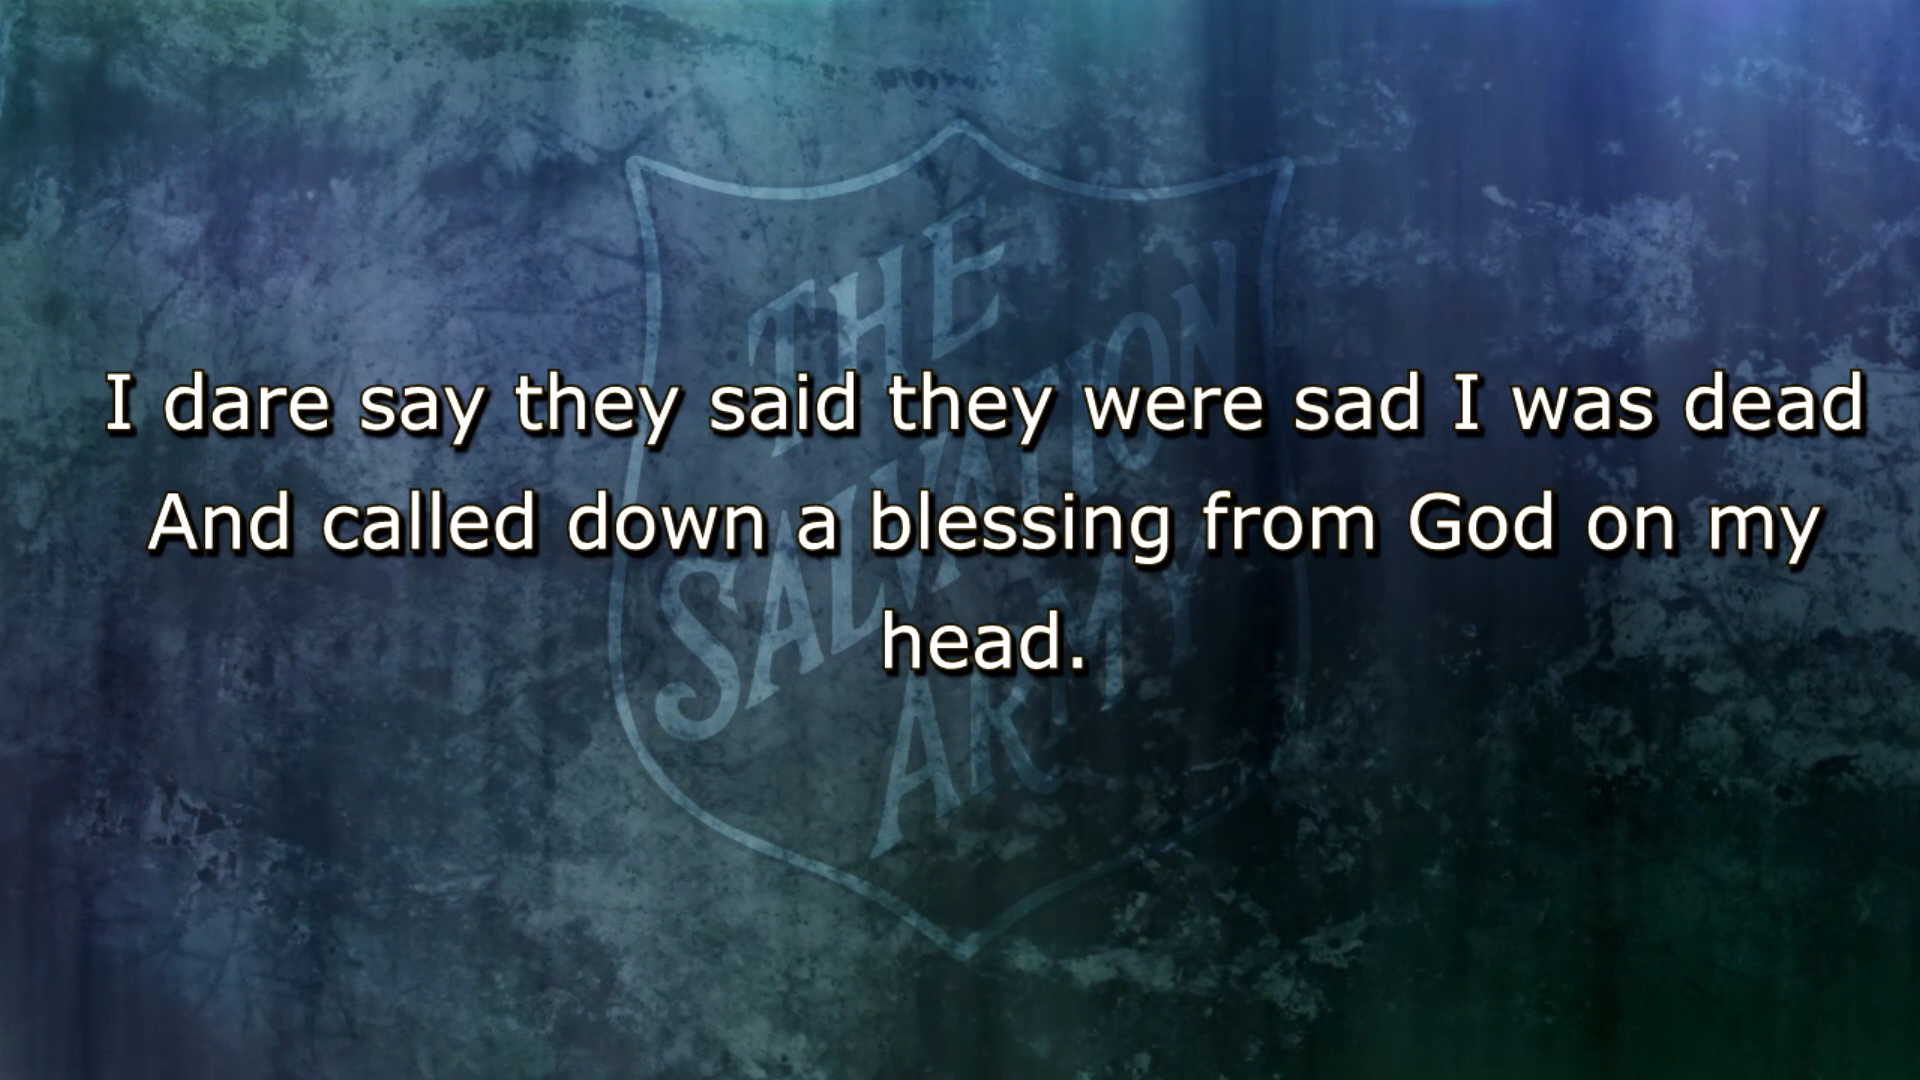 I dare say they said they were sad I was dead
And called down a blessing from God on my
head.
THE
SALVATION
ARMY